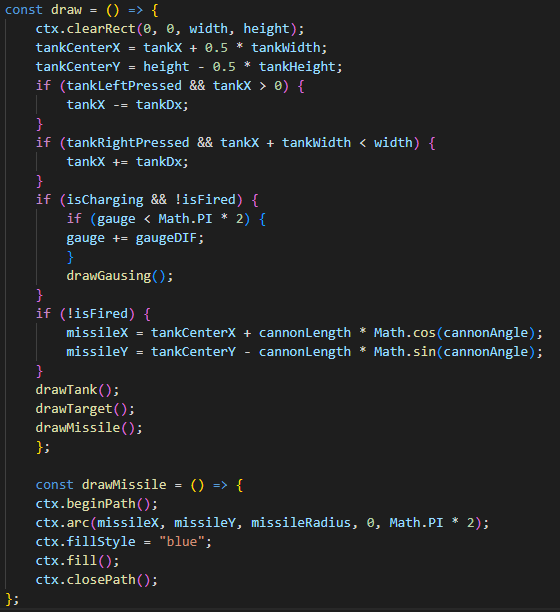 const draw = () => {
    ctx.clearRect(0, 0, width, height);
    tankCenterX = tankX + 0.5 * tankWidth;
    tankCenterY = height - 0.5 * tankHeight;
    if (tankLeftPressed && tankX > 0) {
        tankX -= tankDx;
    }
    if (tankRightPressed && tankX + tankWidth < width) {
        tankX += tankDx;
    }
    if (isCharging && !isFired) {
        if (gauge < Math.PI * 2) {
        gauge += gaugeDIF;
        }
        drawGausing();
    }
    if (!isFired) {
        missileX = tankCenterX + cannonLength * Math.cos(cannonAngle);
        missileY = tankCenterY - cannonLength * Math.sin(cannonAngle);
    }
    drawTank();
    drawTarget();
    drawMissile();
    };

    const drawMissile = () => {
    ctx.beginPath();
    ctx.arc(missileX, missileY, missileRadius, 0, Math.PI * 2);
    ctx.fillStyle = "blue";
    ctx.fill();
    ctx.closePath();
};